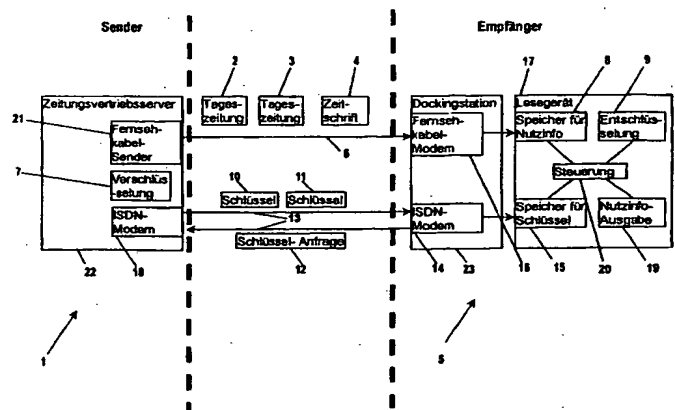 Sender
Empfänger
2
3
4
17
8
9
Zeitungsvertriebsserver
Tages-
zeitung
Tages-
zeitung
Zeit-
schrift
Dockingstation
Lesegerät
21
Fernseh-
kabel-
Sender
Fernseh-
kabel-
Modem
Speicher für
Nutzinfo
Entschlüs-
selung
6
7
Verschlüs-
selung
Steuerung
10
11
Schlüssel
Schlüssel
ISDN-
Modem
13
ISDN-
Modem
Speicher für
Schlüssel
Nutzinfo-
Ausgabe
Schlüssel-Anfrage
22
18
12
14
23
16
15
20
19
1
5